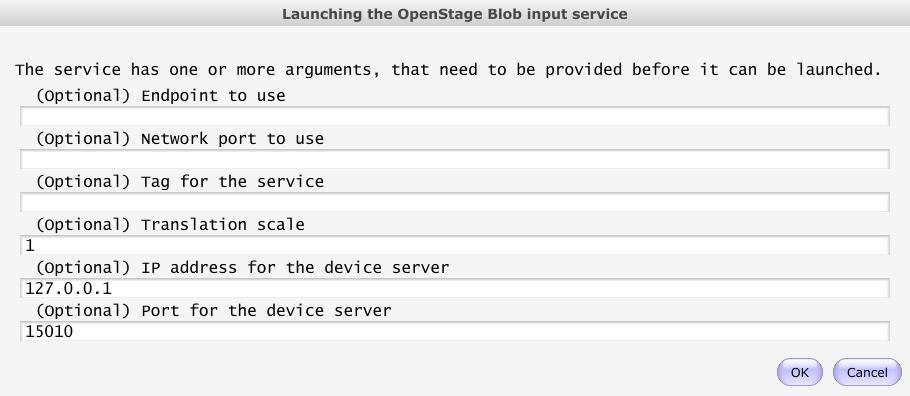 Launching the OpenStage Blob input service
The service has one or more arguments, that need to be provided before it can be launched.
(Optional) Endpoint to use
(Optional) Network port to use
(Optional) Tag for the service
(Optional) Translation scale
1
(Optional) IP address for the device server
127.0.0.1
(Optional) Port for the device server
15010
OK Cancel